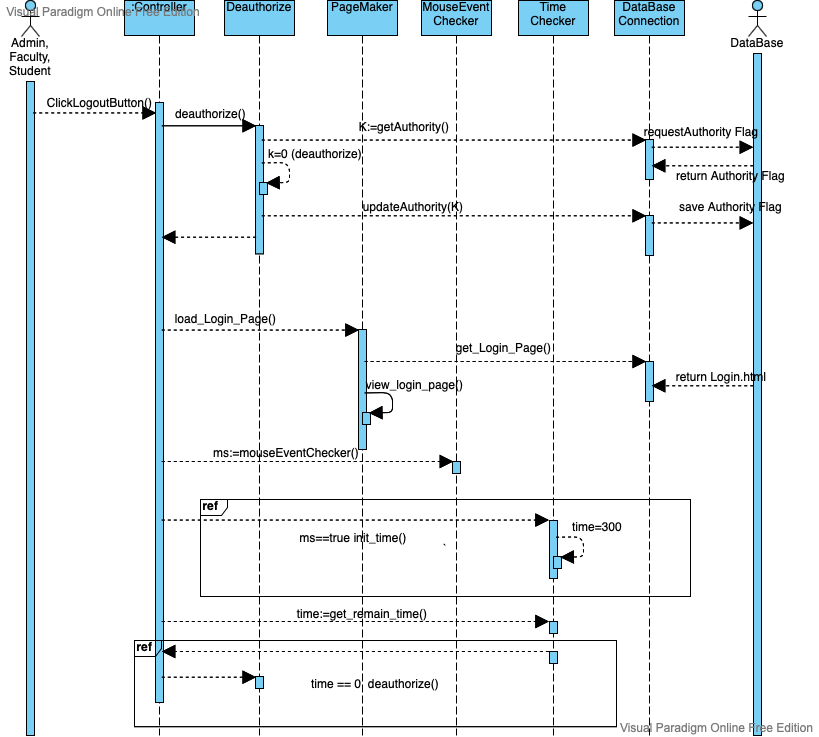 Visual Paradigm Online Free Edition
:Controller
Deauthorize
PageMaker
MouseEvent
Checker
Time
Checker
DataBase
Connection
Admin,
Faculty,
Student
DataBase
ClickLogoutButton()
deauthorize()
K:=getAuthority()
requestAuthority Flag
k=0 (deauthorize)
return Authority Flag
updateAuthority(K)
save Authority Flag
load_Login_Page()
get_Login_Page()
return Login.html
view_login_page()
ms:=mouseEventChecker()
ref
time=300
ms==true init_time()
time:=get_remain_time()
ref
time == 0 deauthorize()
Visual Paradigm Online Free Edition